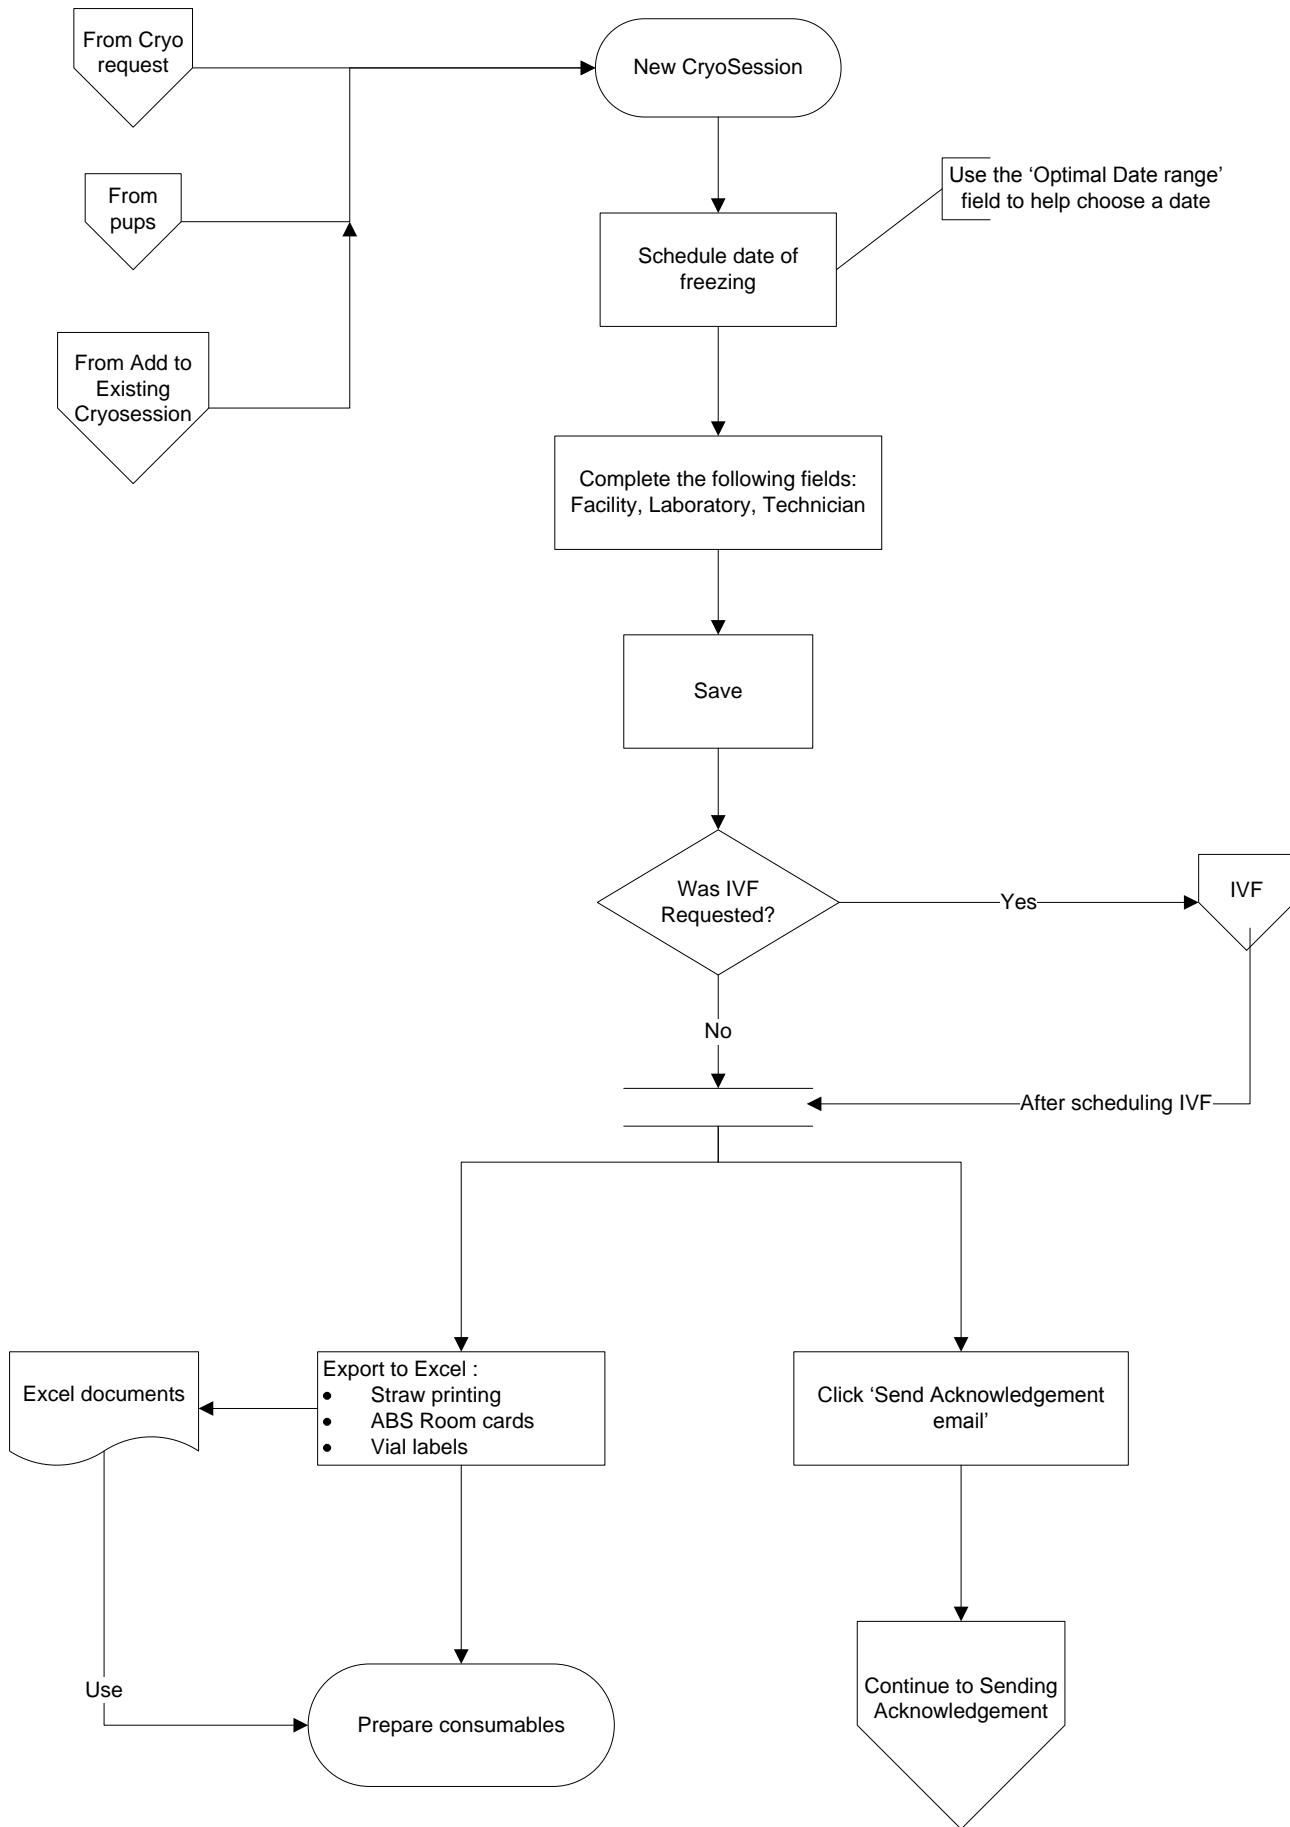 From Cryo
request
New CryoSession
From
pups
Use the ‘Optimal Date range’
field to help choose a date
Schedule date of
freezing
From Add to
Existing
Cryosession
Complete the following fields:
Facility, Laboratory, Technician
Save
Was IVF
Requested?
Yes
IVF
No
After scheduling IVF
Excel documents
Export to Excel :
• Straw printing
• ABS Room cards
• Vial labels
Click ‘Send Acknowledgement
email’
Use
Prepare consumables
Continue to Sending
Acknowledgement